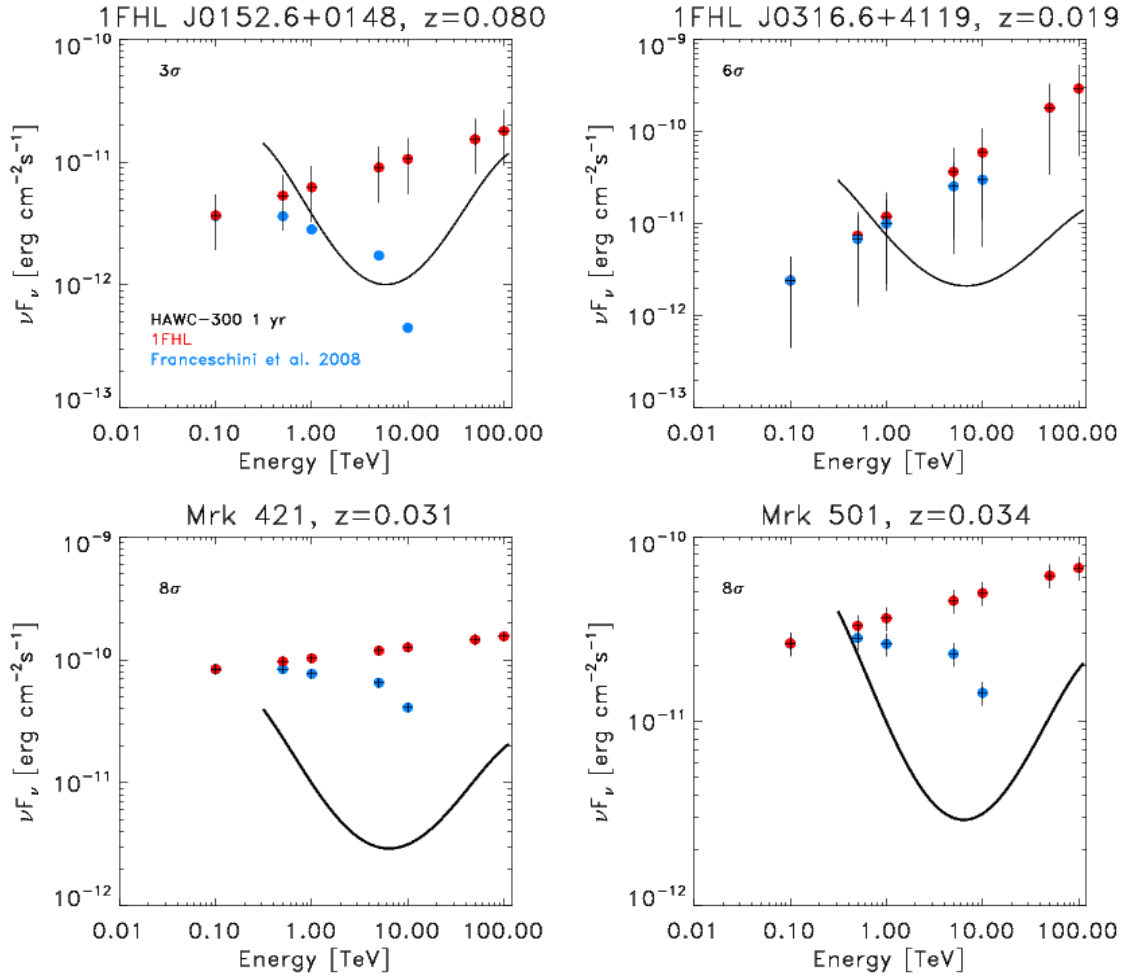 1FHL J0152.6+0148, z=0.080
10⁻¹⁰
3σ
10⁻¹¹
νFν [erg cm⁻²s⁻¹]
10⁻¹²
HAWC-300 1 yr
1FHL
Franceschini et al. 2008
10⁻¹³
0.01 0.10 1.00 10.00 100.00
Energy [TeV]
1FHL J0316.6+4119, z=0.019
10⁻⁹
6σ
10⁻¹⁰
νFν [erg cm⁻²s⁻¹]
10⁻¹¹
10⁻¹²
10⁻¹³
0.01 0.10 1.00 10.00 100.00
Energy [TeV]
Mrk 421, z=0.031
10⁻⁹
8σ
10⁻¹⁰
νFν [erg cm⁻²s⁻¹]
10⁻¹¹
10⁻¹²
0.01 0.10 1.00 10.00 100.00
Energy [TeV]
Mrk 501, z=0.034
10⁻¹⁰
8σ
νFν [erg cm⁻²s⁻¹]
10⁻¹¹
10⁻¹²
0.01 0.10 1.00 10.00 100.00
Energy [TeV]